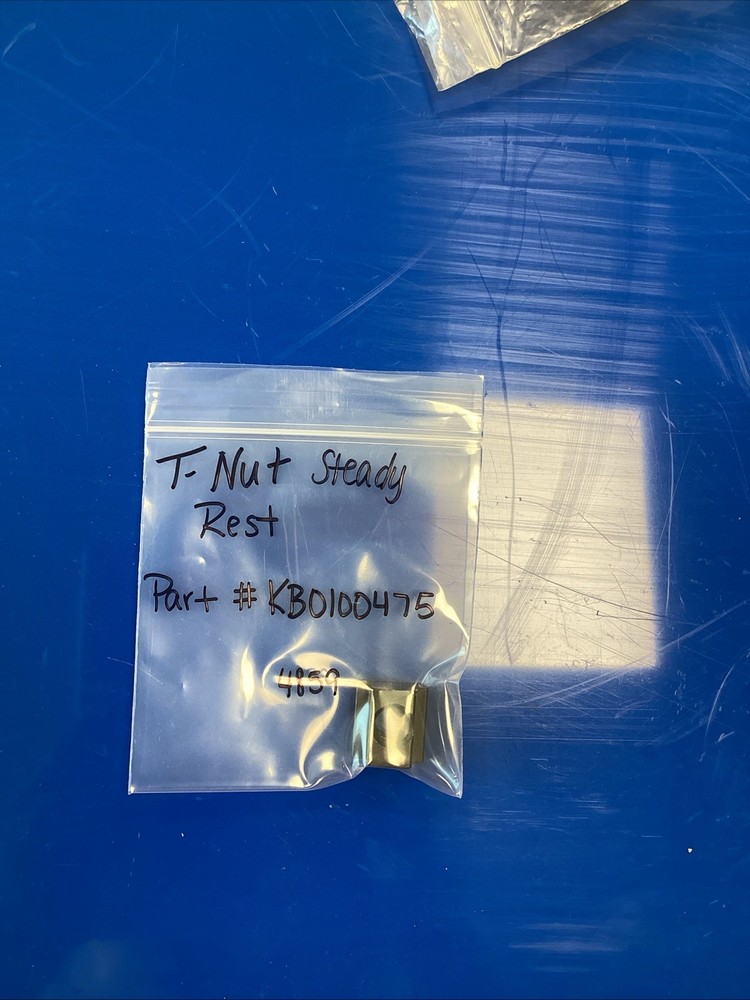 T-Nut Steady
Rest
Part # KB0100475
4859